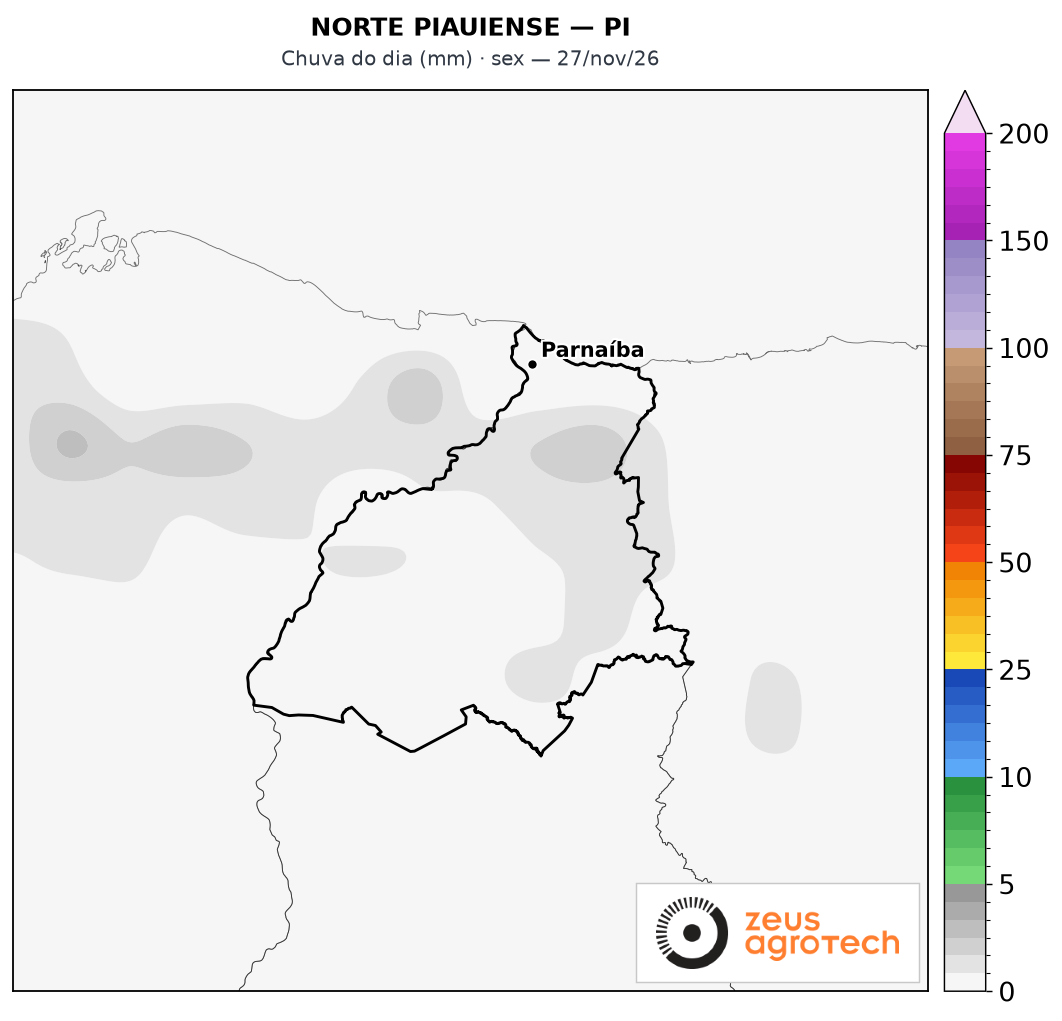 NORTE PIAUIENSE — PI
Chuva do dia (mm) · sex — 27/nov/26
200
150
100
75
50
25
10
5
0
Parnaíba
zeus
agrotech